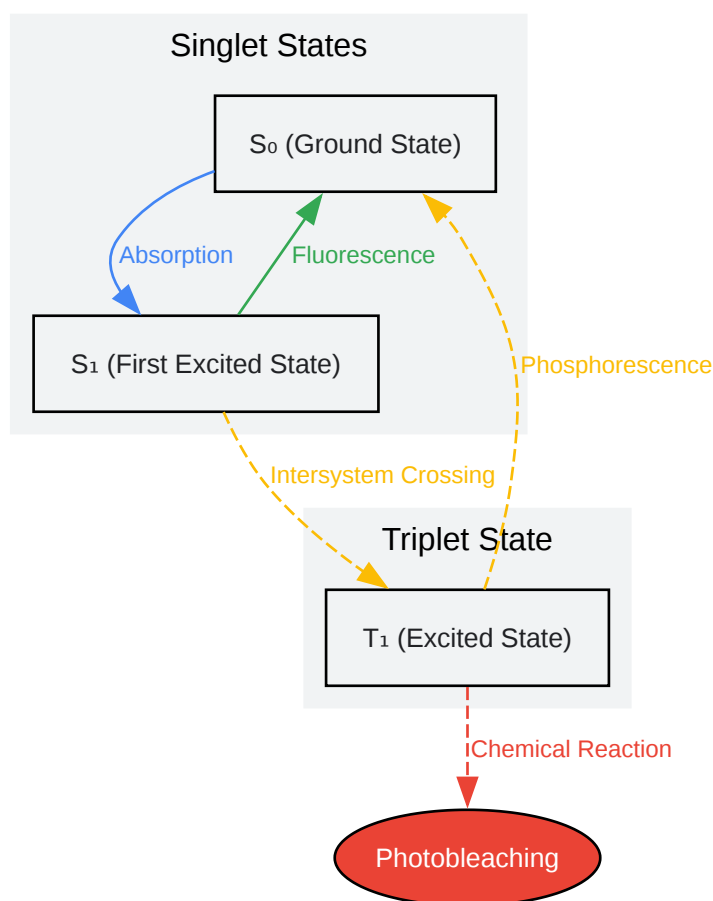 Singlet States
S₀ (Ground State)
Absorption
Fluorescence
S₁ (First Excited State)
Phosphorescence
Intersystem Crossing
Triplet State
T₁ (Excited State)
Chemical Reaction
Photobleaching